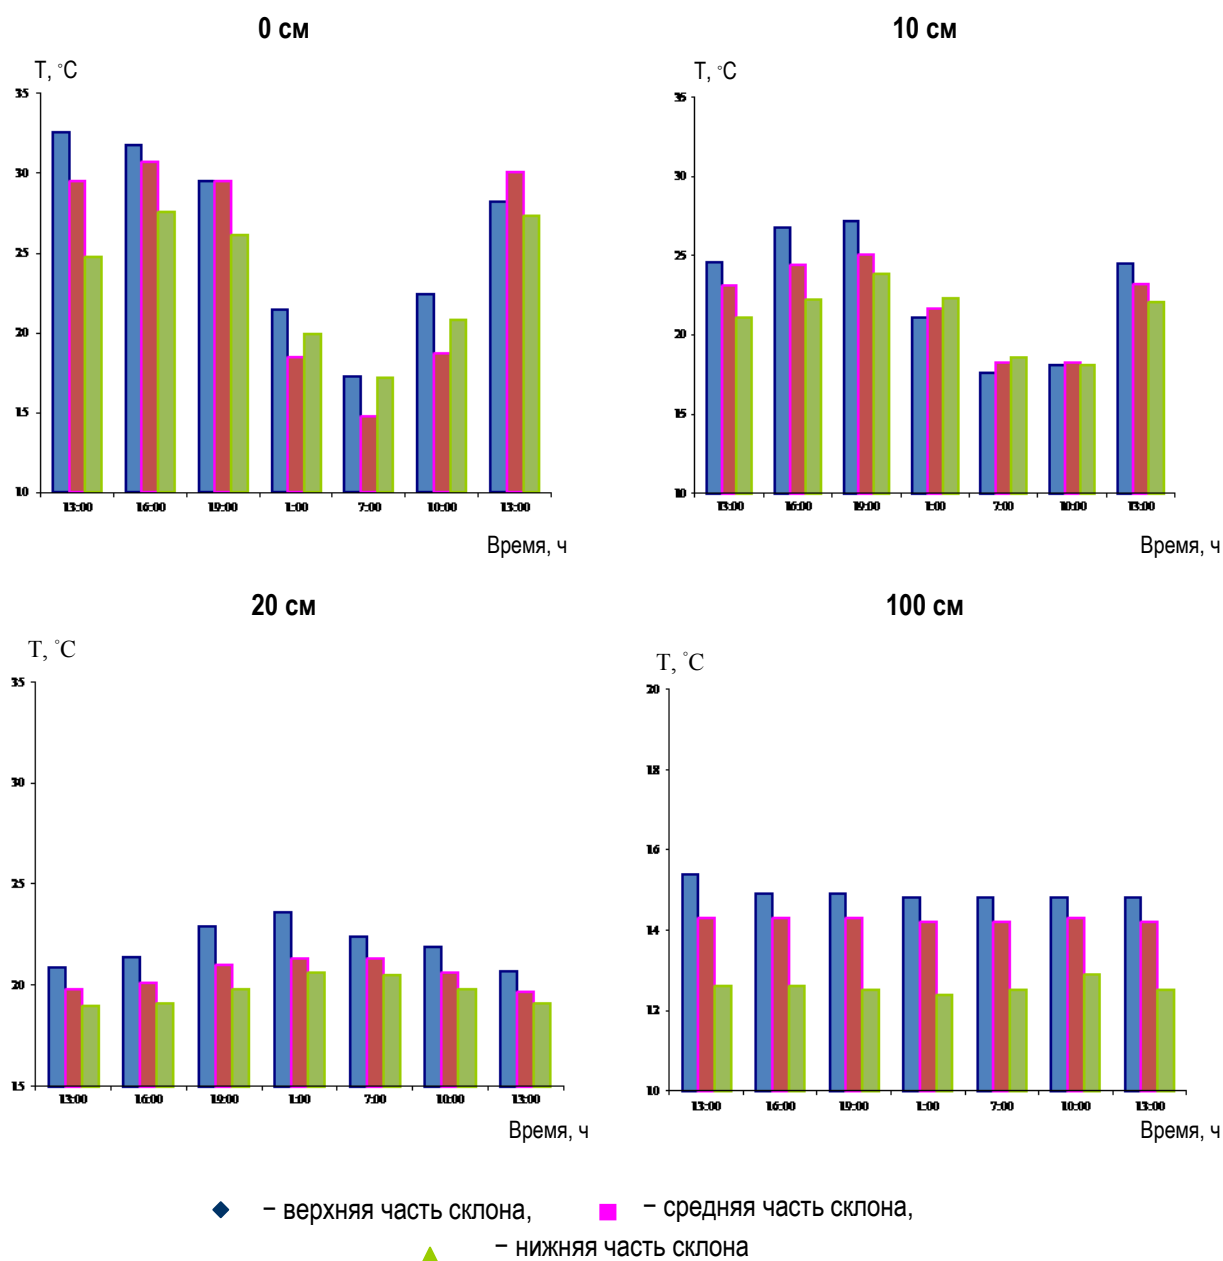 0 см
10 см
T, °C
T, °C
35
30
25
20
15
10
13:00 16:00 19:00 1:00 7:00 10:00 13:00
Время, ч
35
30
25
20
15
10
13:00 16:00 19:00 1:00 7:00 10:00 13:00
Время, ч
20 см
100 см
T, °C
T, °C
35
30
25
20
15
13:00 16:00 19:00 1:00 7:00 10:00 13:00
Время, ч
20
18
16
14
12
10
13:00 16:00 19:00 1:00 7:00 10:00 13:00
Время, ч
– верхняя часть склона,
– средняя часть склона,
– нижняя часть склона